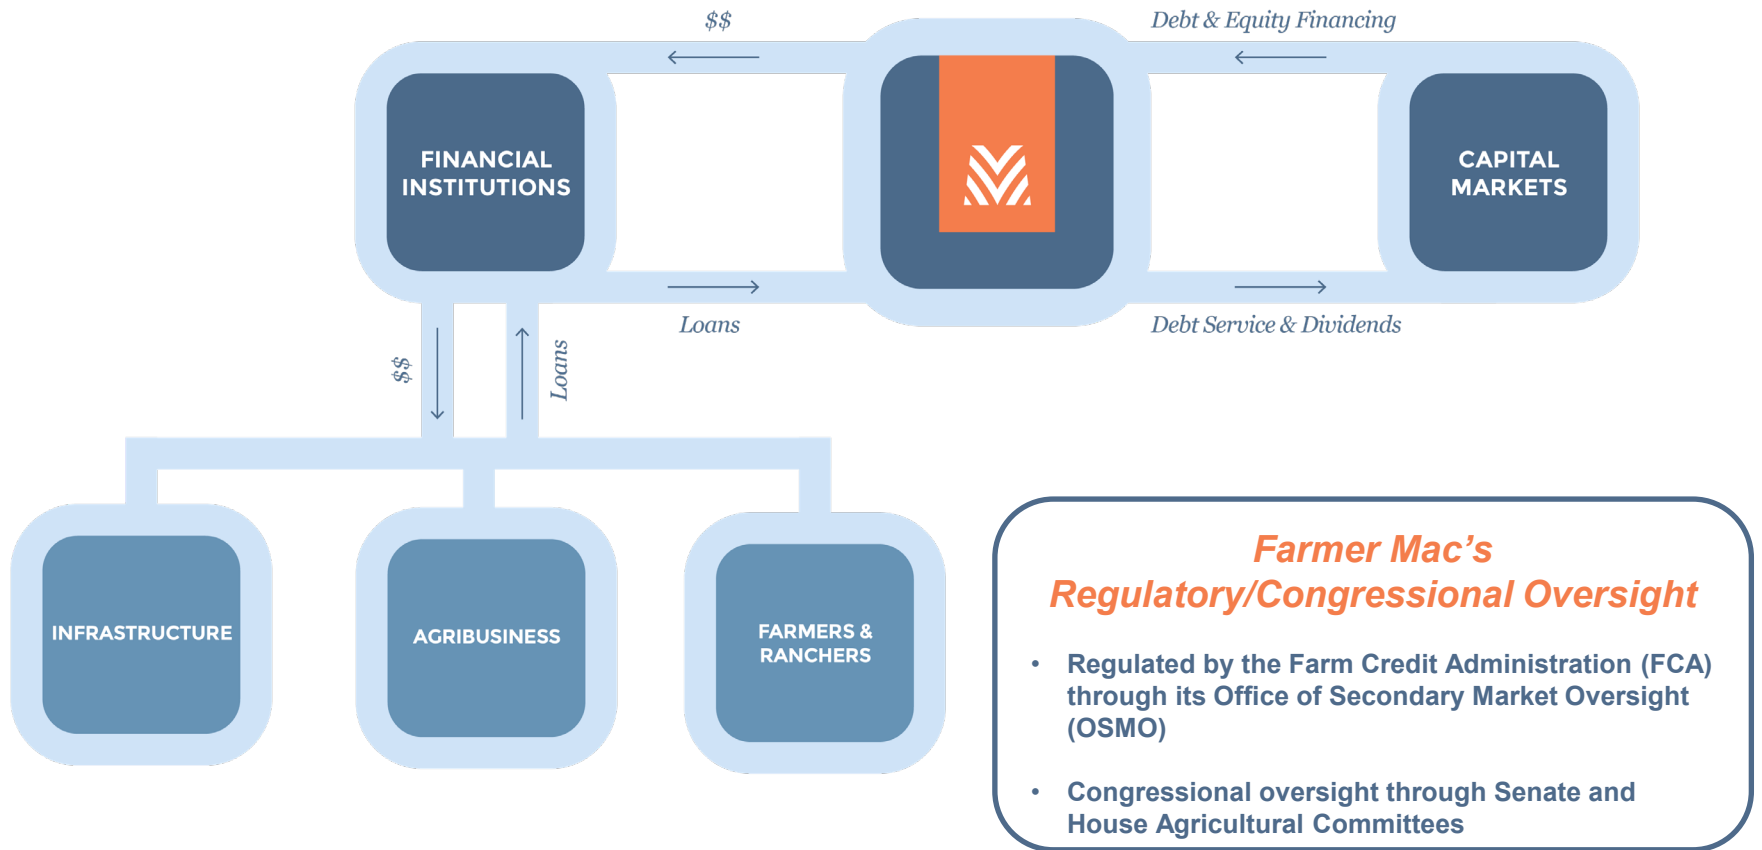 $$
Debt & Equity Financing
FINANCIAL
INSTITUTIONS
CAPITAL
MARKETS
Loans
Debt Service & Dividends
$$
Loans
INFRASTRUCTURE
AGRIBUSINESS
FARMERS &
RANCHERS
Farmer Mac’s
Regulatory/Congressional Oversight
• Regulated by the Farm Credit Administration (FCA)
through its Office of Secondary Market Oversight
(OSMO)
• Congressional oversight through Senate and
House Agricultural Committees